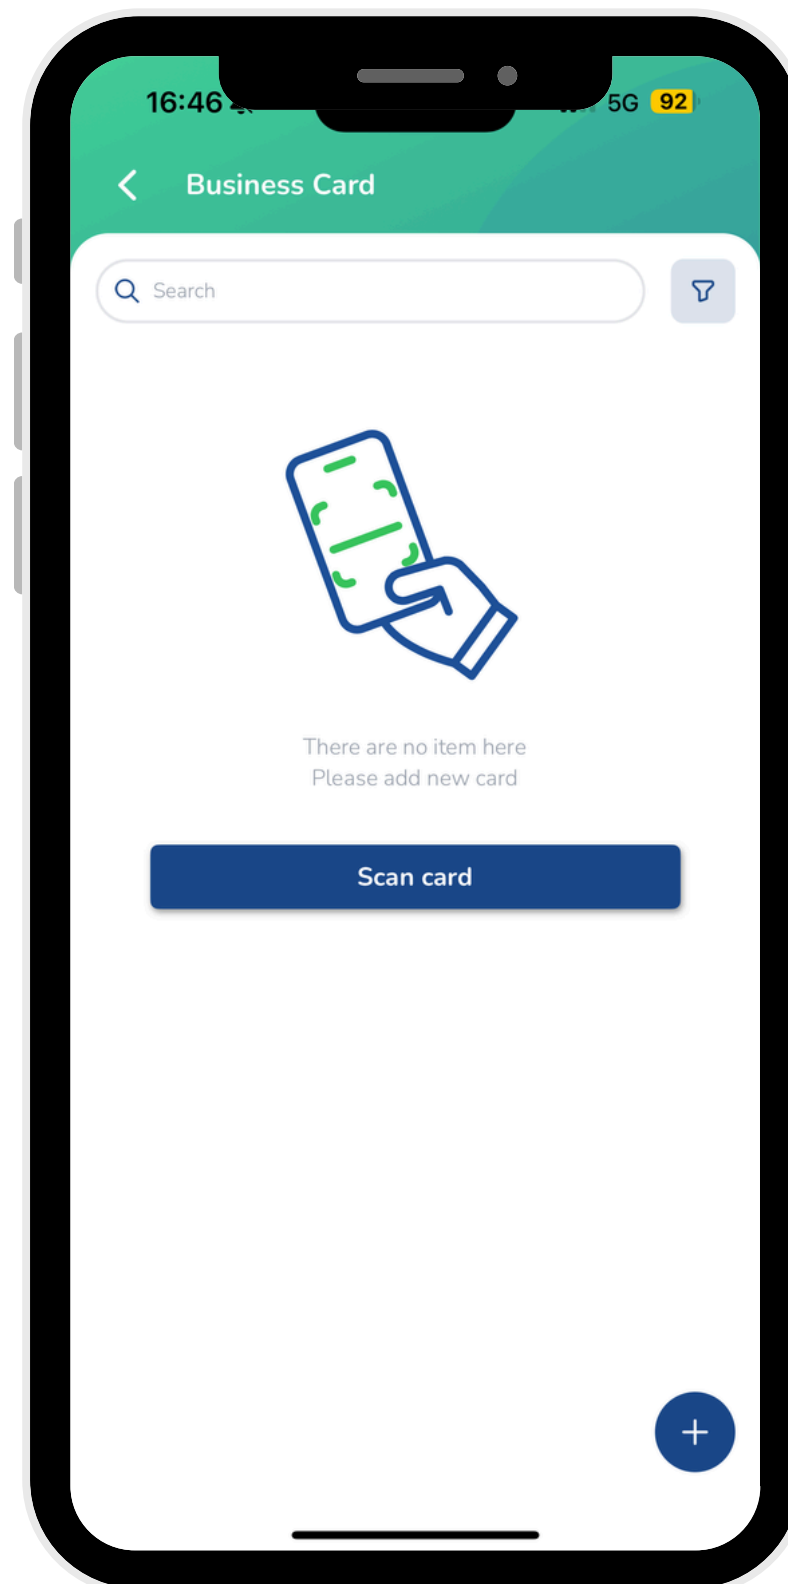 16:46
5G 92
Business Card
Search
There are no item here
Please add new card
Scan card